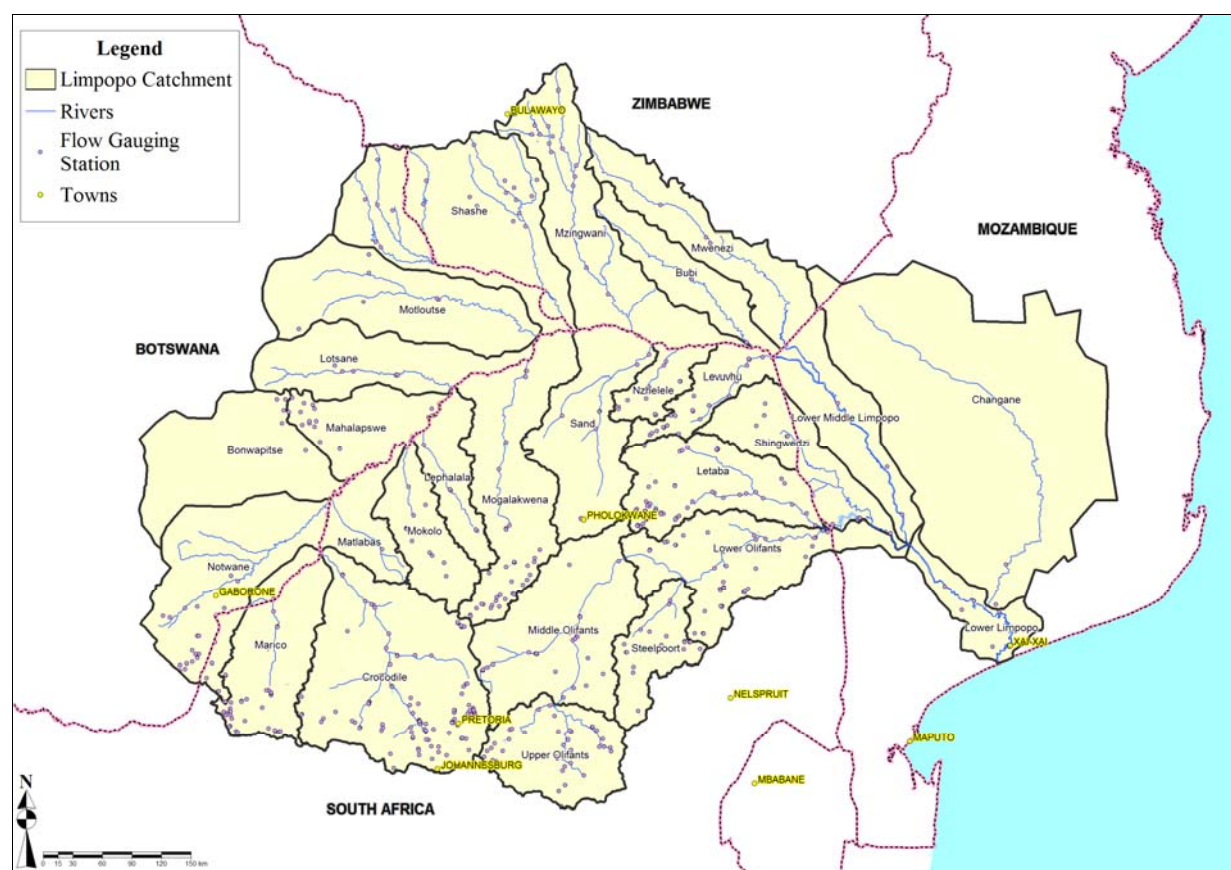 Legend
Limpopo Catchment
Rivers
Flow Gauging
Station
Towns
BULAWAYO
ZIMBABWE
Shashe
Mzingwani
Mwenezi
MOZAMBIQUE
Bubi
Motloutse
BOTSWANA
Lotsane
Nzhelele
Levuvhu
Changane
Mahalapswe
Sand
Lower Middle Limpopo
Bonwapitse
Shingwedzi
Lephalala
Mogalakwena
Letaba
PHOLOKWANE
Mokolo
Matlabas
Lower Olifants
Notwane
GABORONE
Middle Olifants
Lower Limpopo
Marico
Steelpoort
XAI-XAI
Crocodile
NELSPRUIT
PRETORIA
MAPUTO
Upper Olifants
JOHANNESBURG
MBABANE
N
SOUTH AFRICA
0 15 30 60 90 120 150 km